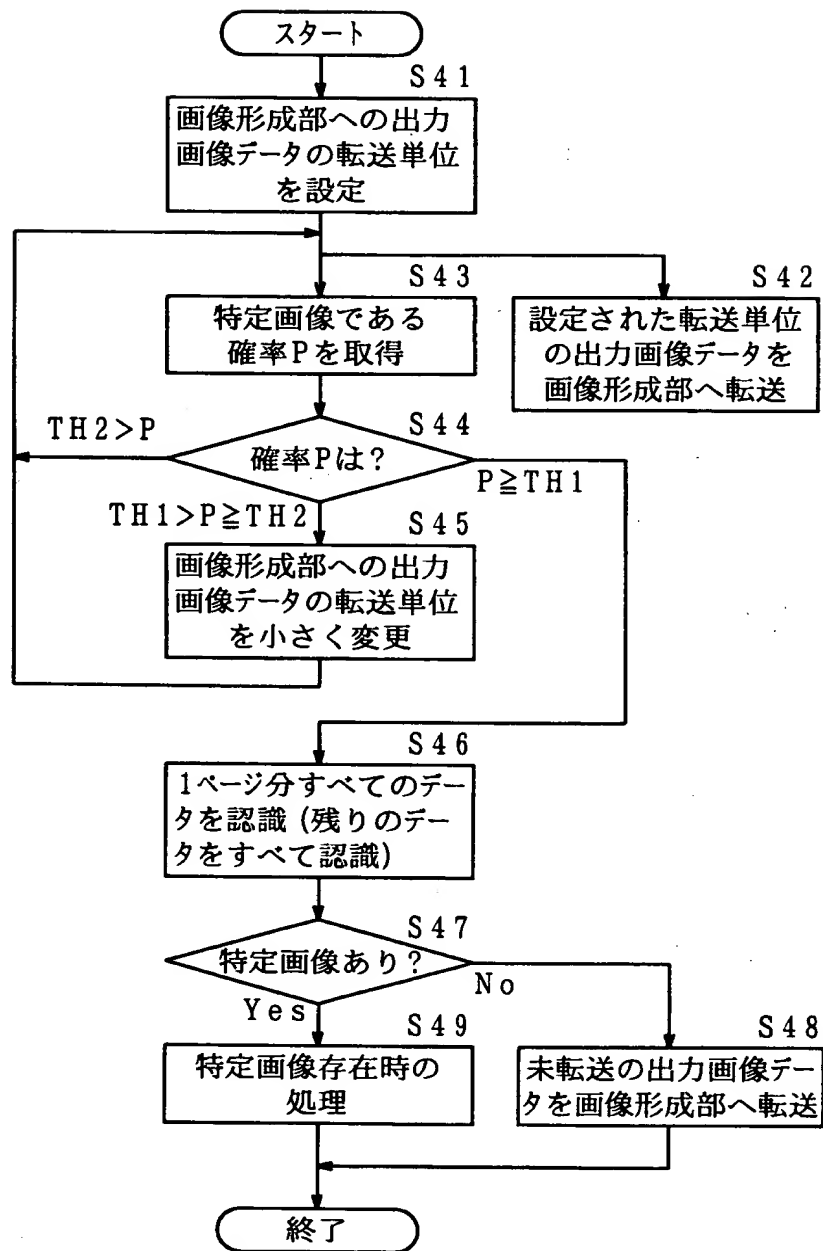 スタート
S41
画像形成部への出力
画像データの転送単位
を設定
S43
特定画像である
確率Pを取得
S42
設定された転送単位
の出力画像データを
画像形成部へ転送
S44
確率Pは?
TH2>P
P≧TH1
TH1>P≧TH2
S45
画像形成部への出力
画像データの転送単位
を小さく変更
S46
1ページ分すべてのデー
タを認識(残りのデー
タをすべて認識)
S47
特定画像あり?
Yes
No
S49
特定画像存在時の
処理
S48
未転送の出力画像デー
タを画像形成部へ転送
終了